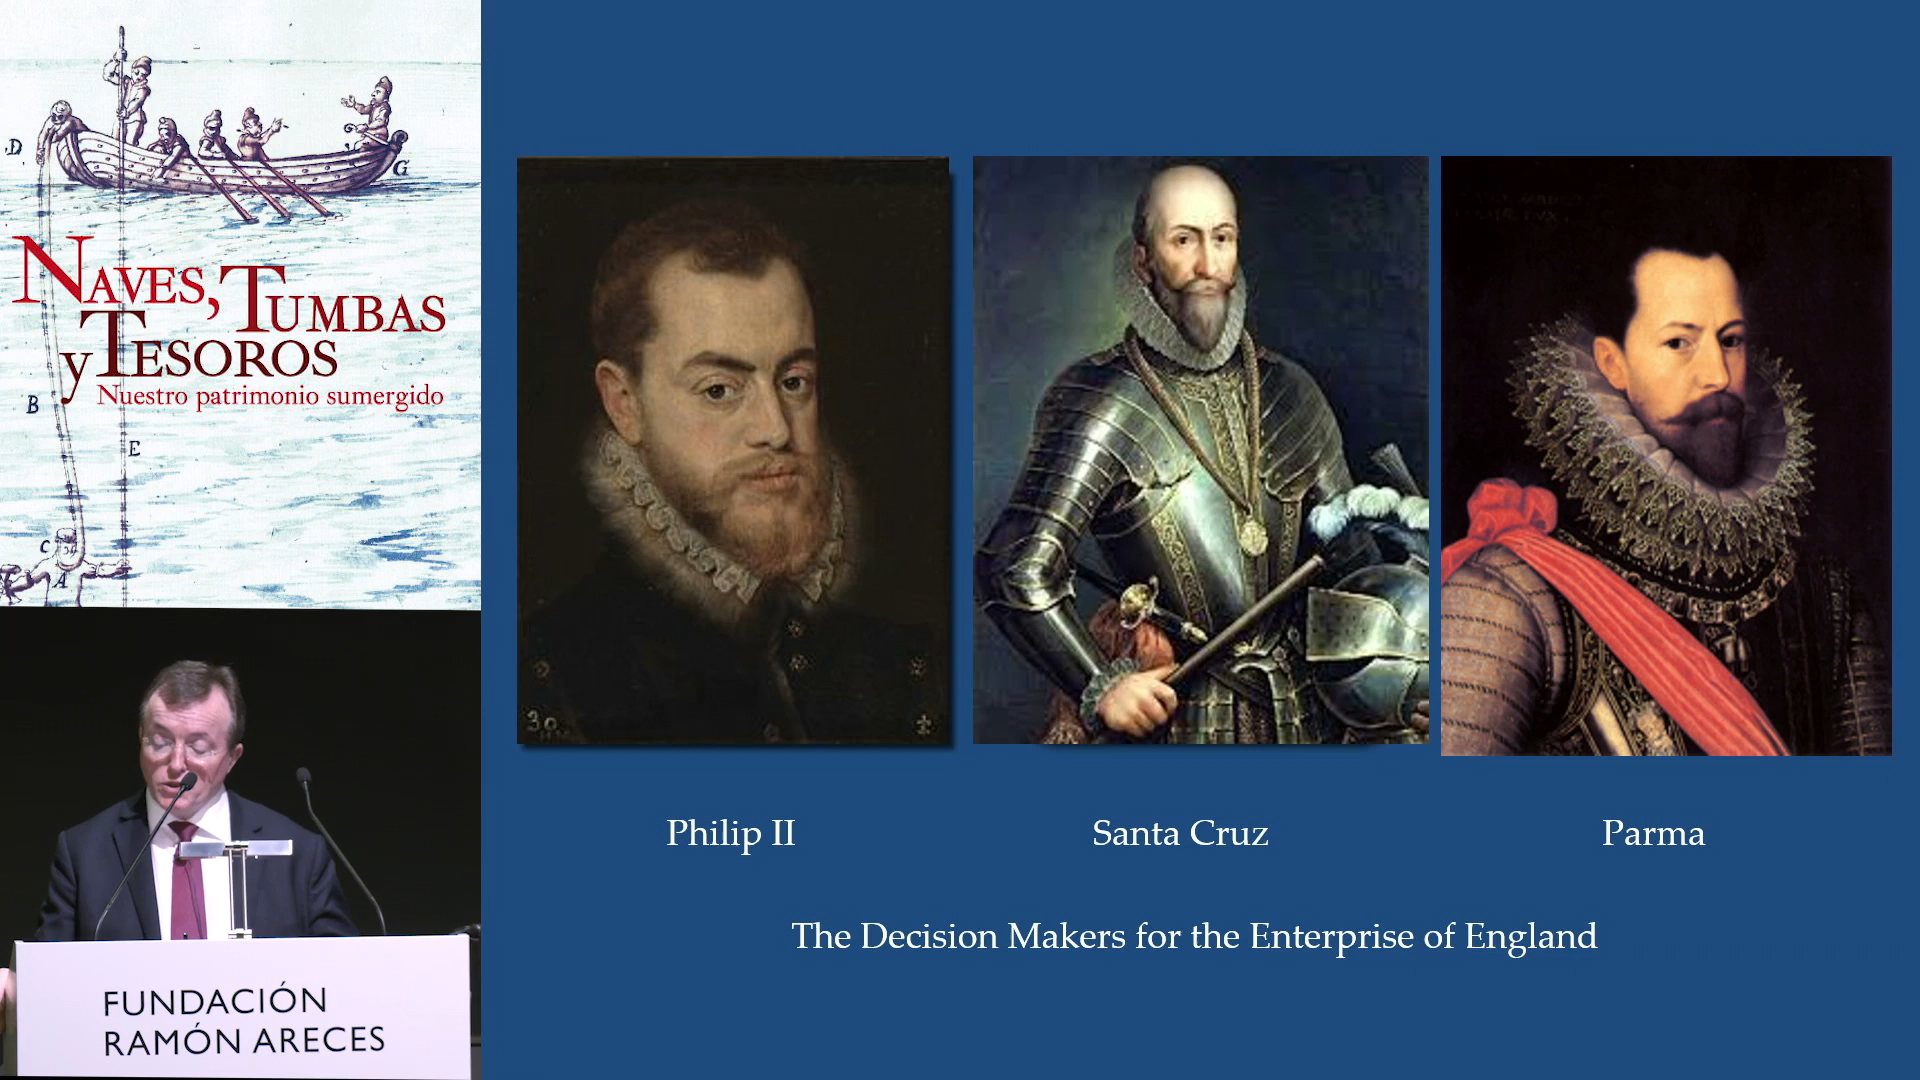 D
G
NAVES, TUMBAS
y TESOROS
Nuestro patrimonio sumergido
B
E
C
A
FUNDACIÓN
RAMÓN ARECES
30
Philip II
Santa Cruz
Parma
The Decision Makers for the Enterprise of England